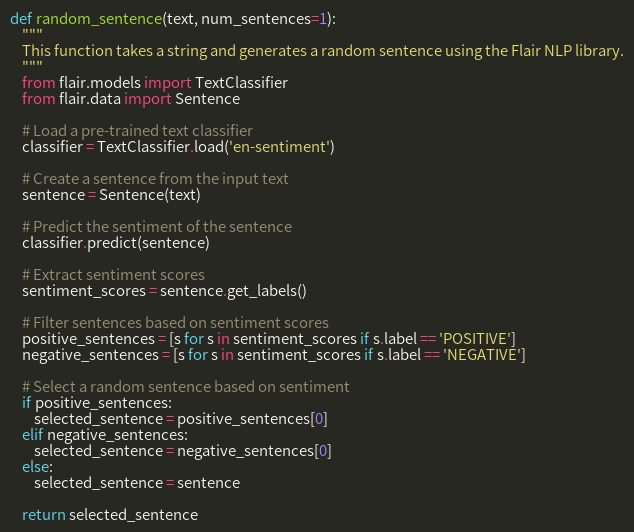 def random_sentence(text, num_sentences=1):
    """
    This function takes a string and generates a random sentence using the Flair NLP library.
    """
    from flair.models import TextClassifier
    from flair.data import Sentence

    # Load a pre-trained text classifier
    classifier = TextClassifier.load('en-sentiment')

    # Create a sentence from the input text
    sentence = Sentence(text)

    # Predict the sentiment of the sentence
    classifier.predict(sentence)

    # Extract sentiment scores
    sentiment_scores = sentence.get_labels()

    # Filter sentences based on sentiment scores
    positive_sentences = [s for s in sentiment_scores if s.label == 'POSITIVE']
    negative_sentences = [s for s in sentiment_scores if s.label == 'NEGATIVE']

    # Select a random sentence based on sentiment
    if positive_sentences:
        selected_sentence = positive_sentences[0]
    elif negative_sentences:
        selected_sentence = negative_sentences[0]
    else:
        selected_sentence = sentence

    return selected_sentence